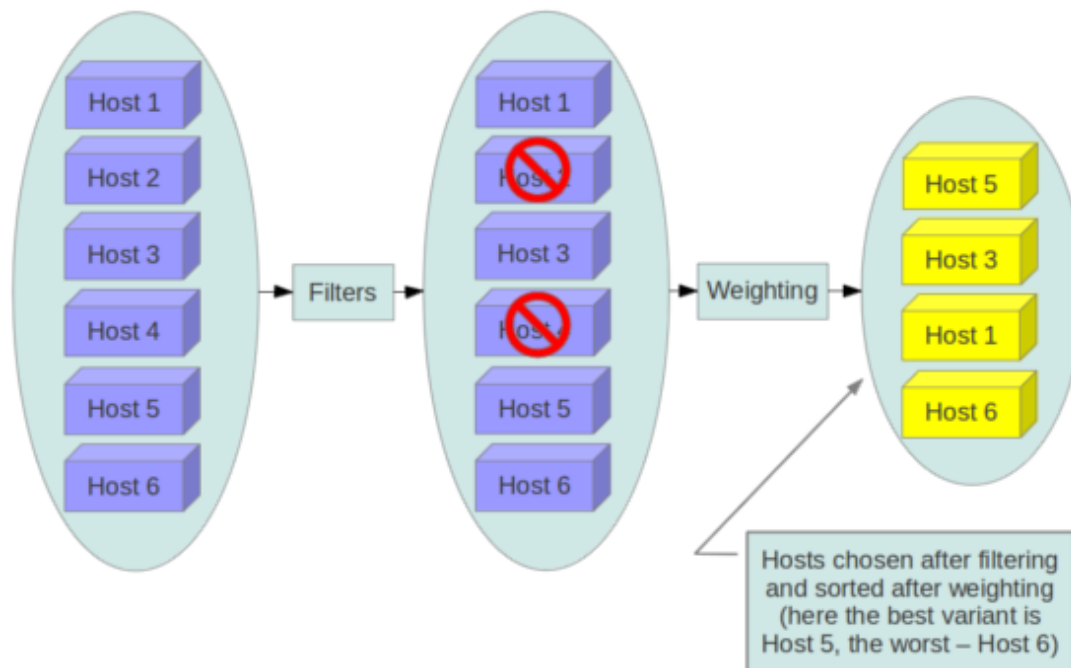 Host 1
Host 2
Host 3
Host 4
Host 5
Host 6
Filters
Host 1
Host
Host 3
Host
Host 5
Host 6
Weighting
Host 5
Host 3
Host 1
Host 6
Hosts chosen after filtering
and sorted after weighting
(here the best variant is
Host 5, the worst – Host 6)